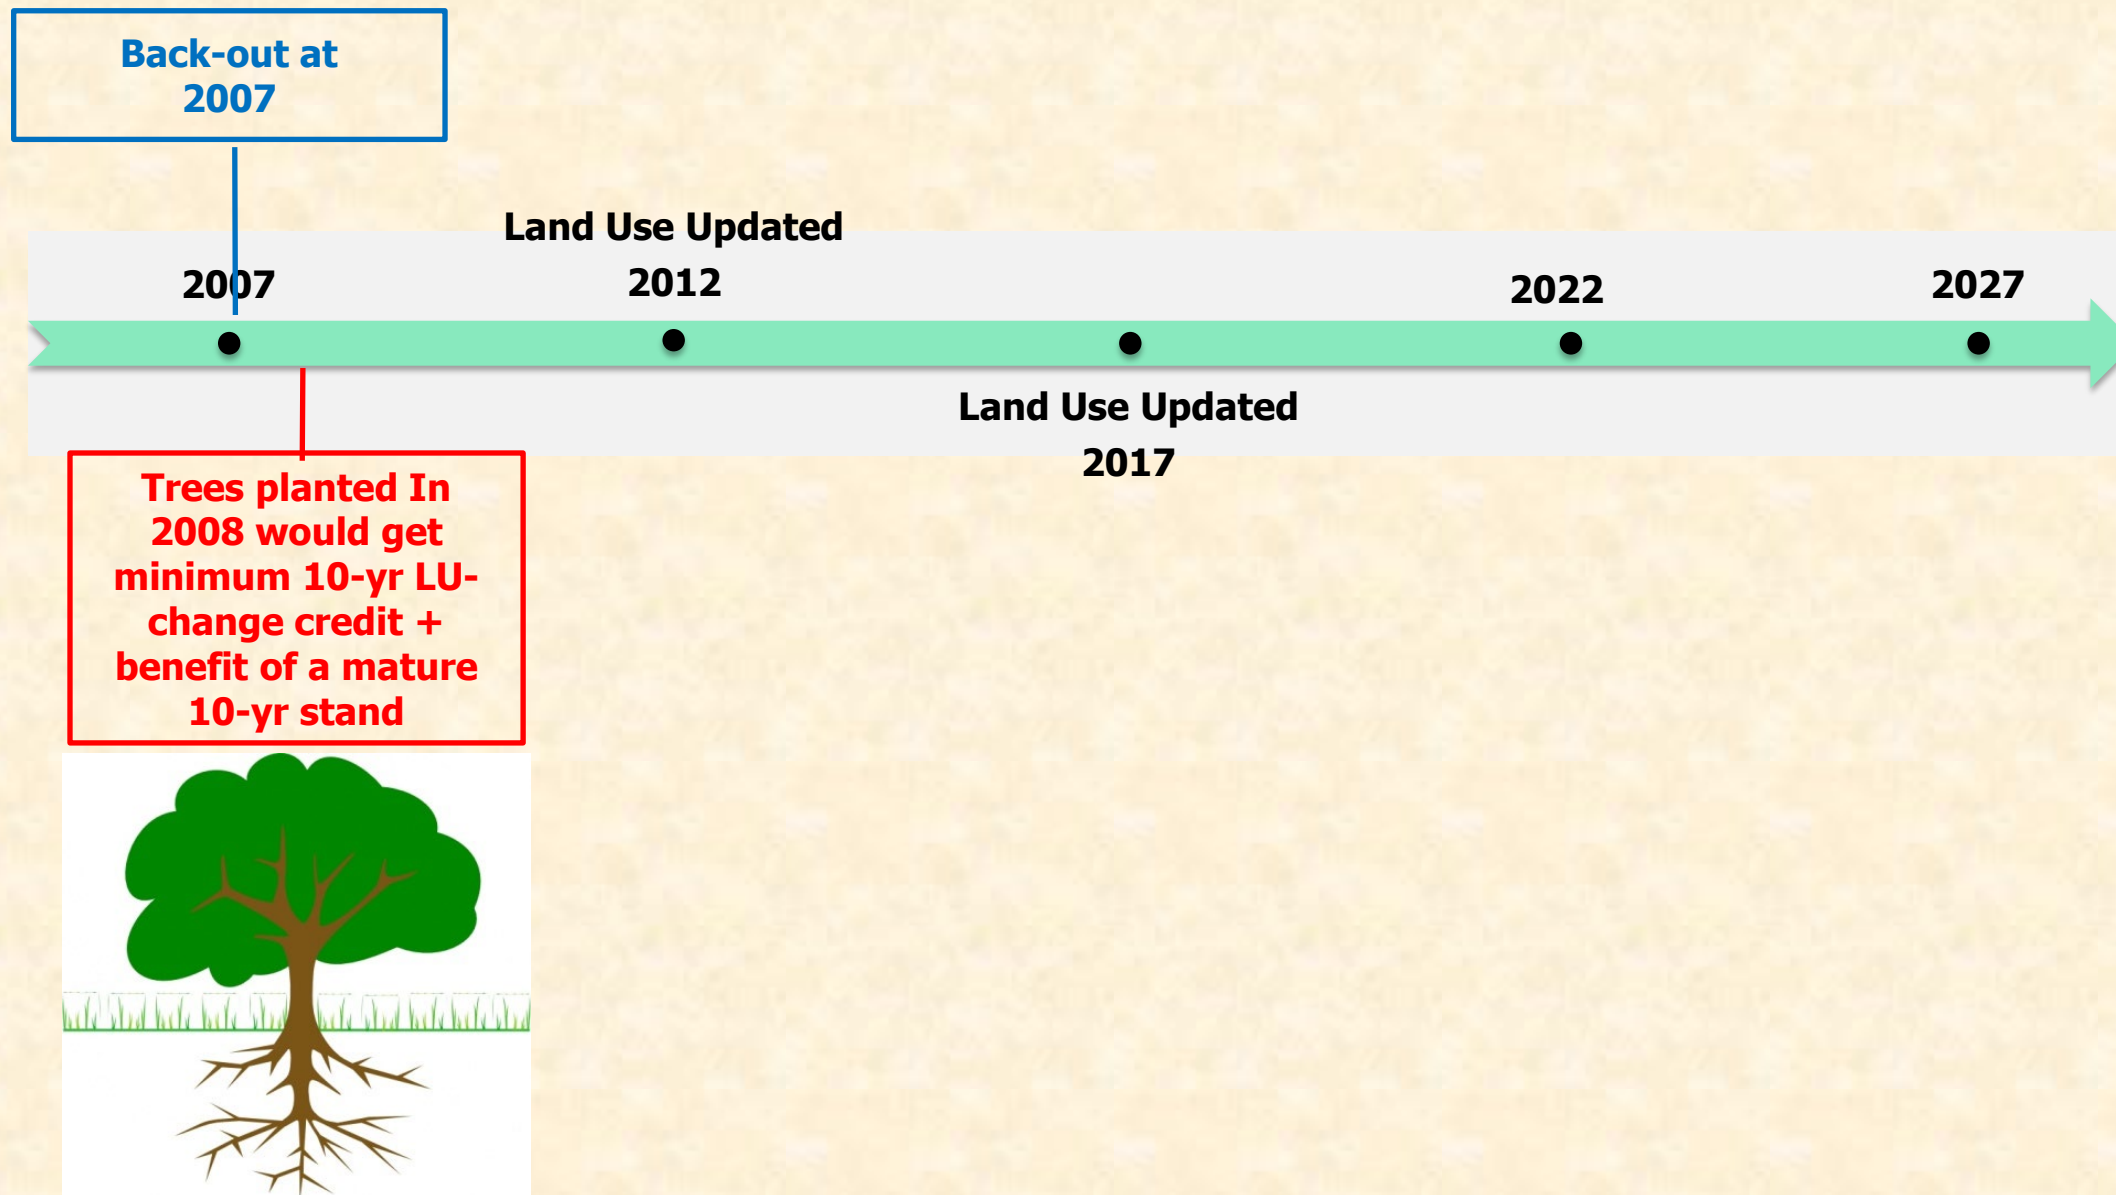 Back-out at
2007
Land Use Updated
2007
2012
2022
2027
Land Use Updated
2017
Trees planted In
2008 would get
minimum 10-yr LU-
change credit +
benefit of a mature
10-yr stand